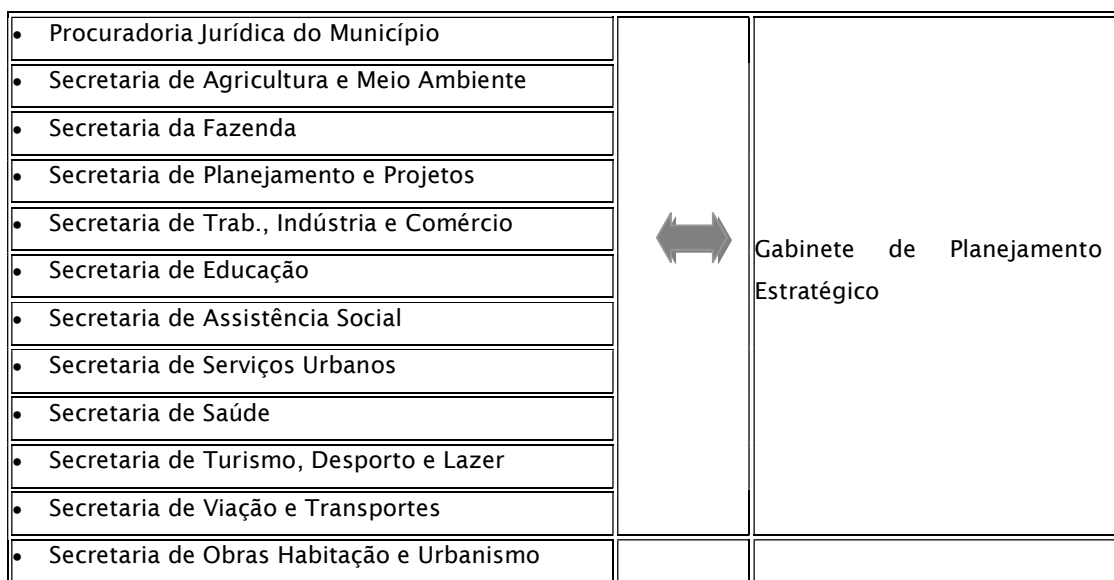 • Procuradoria Jurídica do Município
• Secretaria de Agricultura e Meio Ambiente
• Secretaria da Fazenda
• Secretaria de Planejamento e Projetos
• Secretaria de Trab., Indústria e Comércio
• Secretaria de Educação
• Secretaria de Assistência Social
• Secretaria de Serviços Urbanos
• Secretaria de Saúde
• Secretaria de Turismo, Desporto e Lazer
• Secretaria de Viação e Transportes
• Secretaria de Obras Habitação e Urbanismo
Gabinete de Planejamento
Estratégico